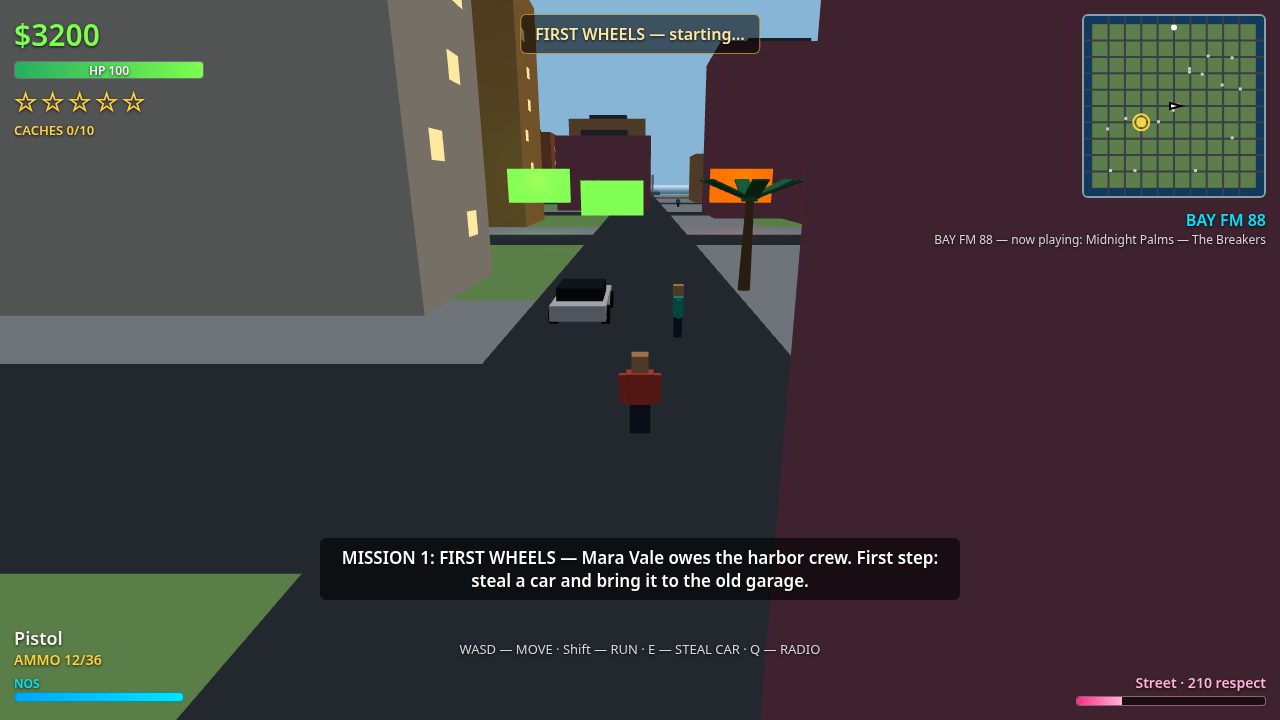 $3200
HP 100
CACHES 0/10
FIRST WHEELS — starting...
BAY FM 88
BAY FM 88 — now playing: Midnight Palms — The Breakers
MISSION 1: FIRST WHEELS — Mara Vale owes the harbor crew. First step:
steal a car and bring it to the old garage.
WASD — MOVE · Shift — RUN · E — STEAL CAR · Q — RADIO
Pistol
AMMO 12/36
NOS
Street · 210 respect